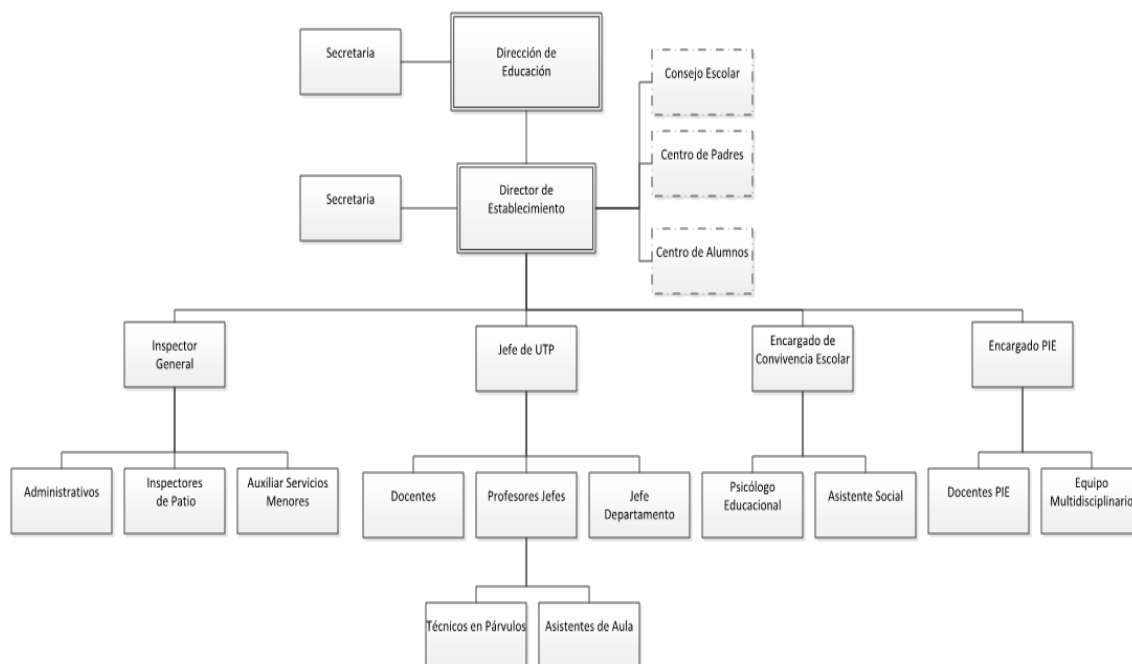 Secretaria
Dirección de
Educación
Consejo Escolar
Centro de Padres
Secretaria
Director de
Establecimiento
Centro de Alumnos
Inspector
General
Jefe de UTP
Encargado de
Convivencia Escolar
Encargado PIE
Administrativos
Inspectores
de Patio
Auxiliar Servicios
Menores
Docentes
Profesores Jefes
Jefe
Departamento
Psicólogo
Educacional
Asistente Social
Docentes PIE
Equipo
Multidisciplinario
Técnicos en Párvulos
Asistentes de Aula